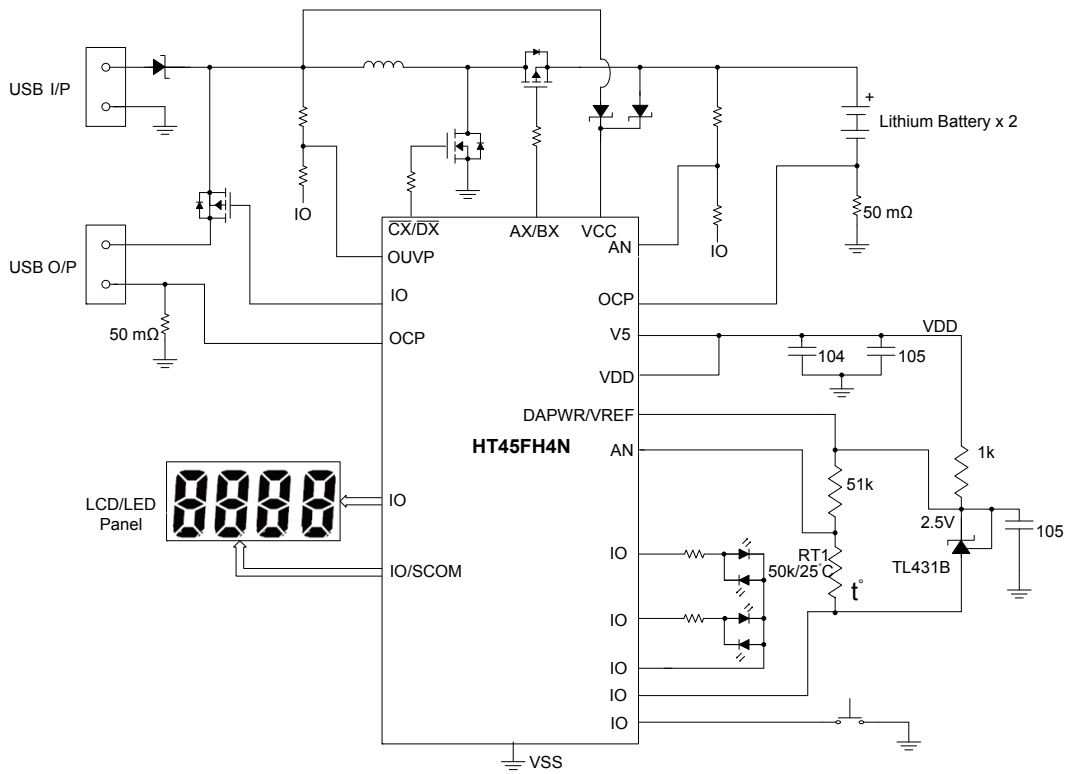 USB I/P
+
Lithium Battery x 2
50 mΩ
IO
CX/DX
AX/BX
VCC
AN
IO
OUVP
USB O/P
IO
OCP
OCP
50 mΩ
V5
VDD
104
105
VDD
DAPWR/VREF
HT45FH4N
AN
1k
51k
LCD/LED
Panel
8888
IO
2.5V
105
TL431B
IO/SCOM
IO
RT1
50k/25°C
t°
IO
IO
IO
IO
VSS